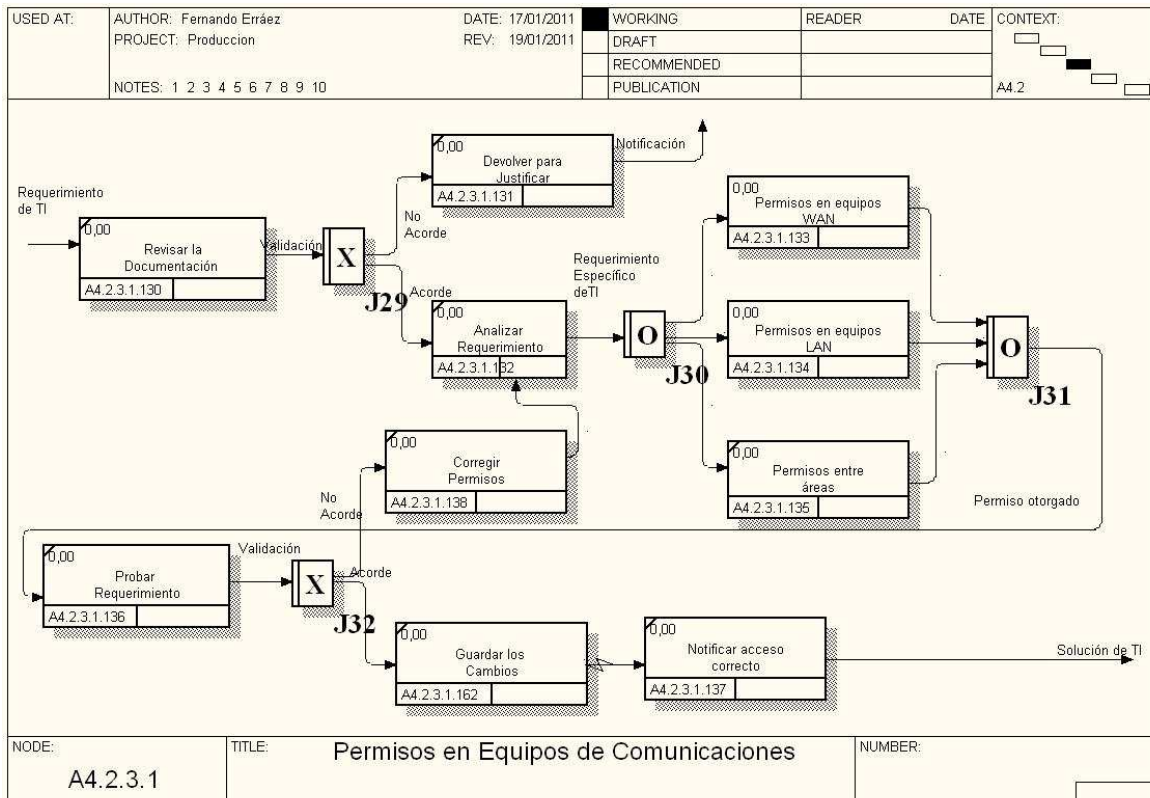 USED AT:
AUTHOR: Fernando Erráez
DATE: 17/01/2011
PROJECT: Produccion
REV: 19/01/2011
NOTES: 1 2 3 4 5 6 7 8 9 10
WORKING
DRAFT
RECOMMENDED
PUBLICATION
READER
DATE
CONTEXT:
A4.2
Requerimiento
de TI
0,00
Revisar la
Documentación
A4.2.3.1.130
Validación
X
J29
No
Acorde
Acorde
0,00
Devolver para
Justificar
A4.2.3.1.131
Notificación
0,00
Analizar
Requerimiento
A4.2.3.1.132
Requerimiento
Específico
deTI
O
J30
0,00
Permisos en equipos
WAN
A4.2.3.1.133
0,00
Permisos en equipos
LAN
A4.2.3.1.134
0,00
Permisos entre
áreas
A4.2.3.1.135
O
J31
Permiso otorgado
0,00
Corregir
Permisos
A4.2.3.1.138
No
Acorde
0,00
Probar
Requerimiento
A4.2.3.1.136
Validación
X
J32
Acorde
0,00
Guardar los
Cambios
A4.2.3.1.162
0,00
Notificar acceso
correcto
A4.2.3.1.137
Solución de TI
NODE:
A4.2.3.1
TITLE:
Permisos en Equipos de Comunicaciones
NUMBER: